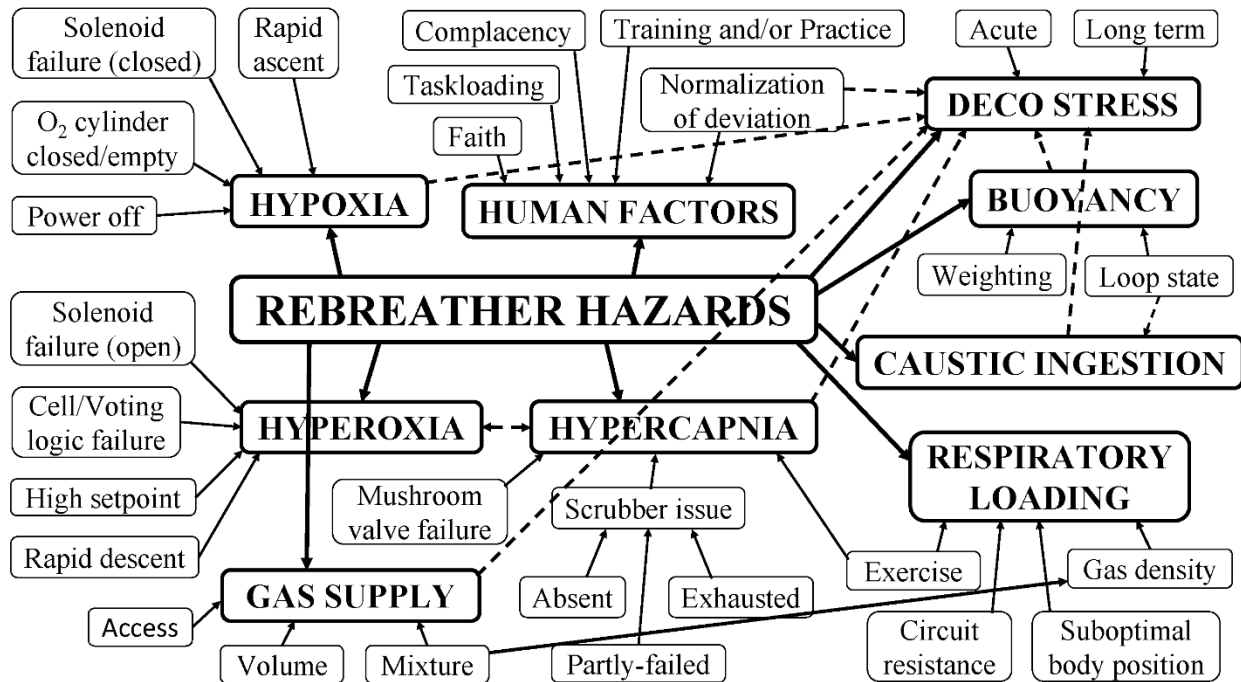 Solenoid
failure (closed)
Rapid
ascent
Complacency
Training and/or Practice
Acute
Long term
Taskloading
Normalization
of deviation
DECO STRESS
O₂ cylinder
closed/empty
Faith
Power off
HYPOXIA
HUMAN FACTORS
BUOYANCY
Weighting
Loop state
REBREATHER HAZARDS
Solenoid
failure (open)
CAUSTIC INGESTION
Cell/Voting
logic failure
HYPEROXIA
HYPERCAPNIA
RESPIRATORY
LOADING
High setpoint
Mushroom
valve failure
Scrubber issue
Rapid descent
Exercise
Gas density
GAS SUPPLY
Absent
Exhausted
Access
Volume
Mixture
Partly-failed
Circuit
resistance
Suboptimal
body position